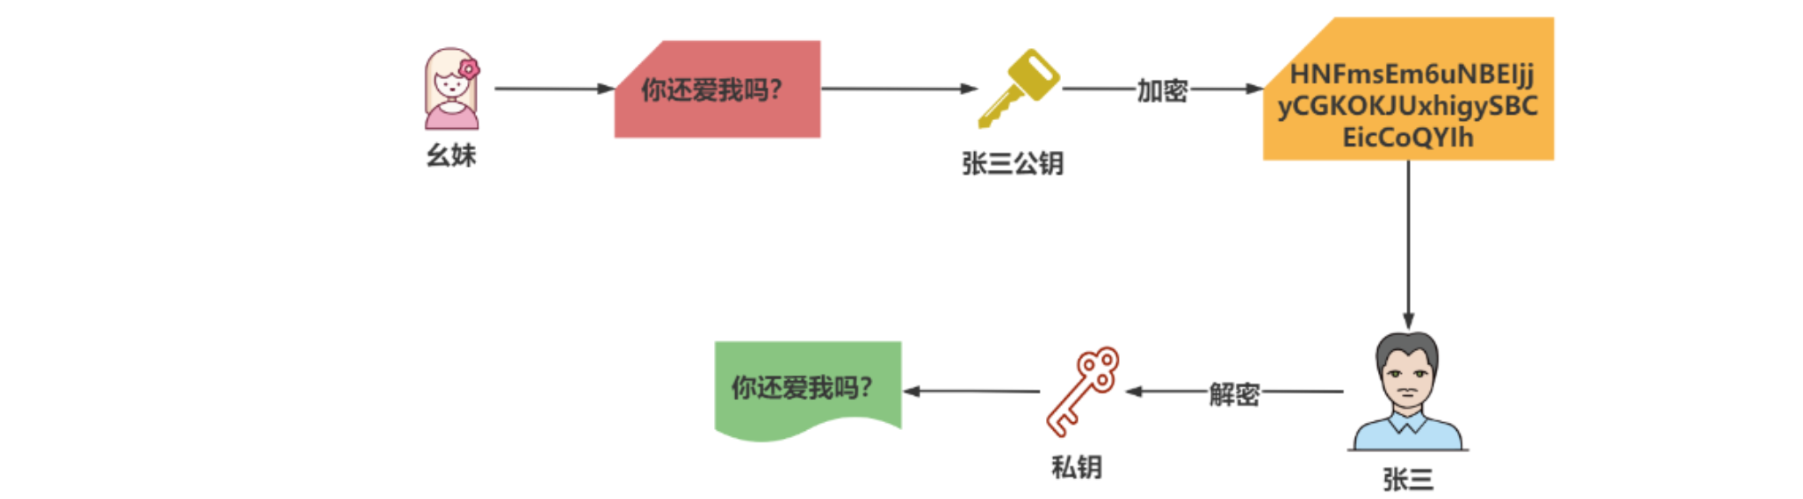 你还爱我吗?
加密
HNFmsEm6uNBEIjj
yCGKOKJUxhigySBC
EicCoQYIh
幺妹
张三公钥
你还爱我吗?
解密
私钥
张三